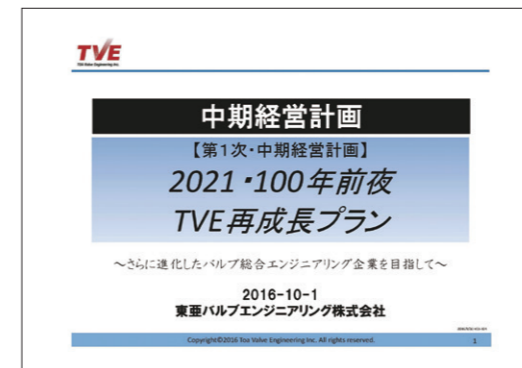 TVE
TOA Valve Engineering Inc.
中期経営計画
【第1次・中期経営計画】
2021・100年前夜
TVE再成長プラン
～さらに進化したバルブ総合エンジニアリング企業を目指して～
2016-10-1
東亜バルブエンジニアリング株式会社
Copyright©2016 Toa Valve Engineering Inc. All rights reserved.
1